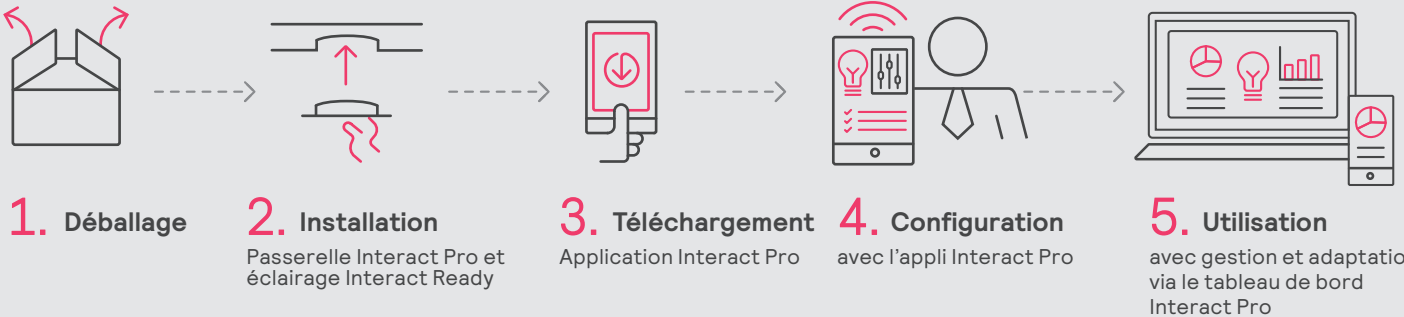 1. Déballage
2. Installation
Passerelle Interact Pro et
éclairage Interact Ready
3. Téléchargement
Application Interact Pro
4. Configuration
avec l’appli Interact Pro
5. Utilisation
avec gestion et adaptatio
via le tableau de bord
Interact Pro